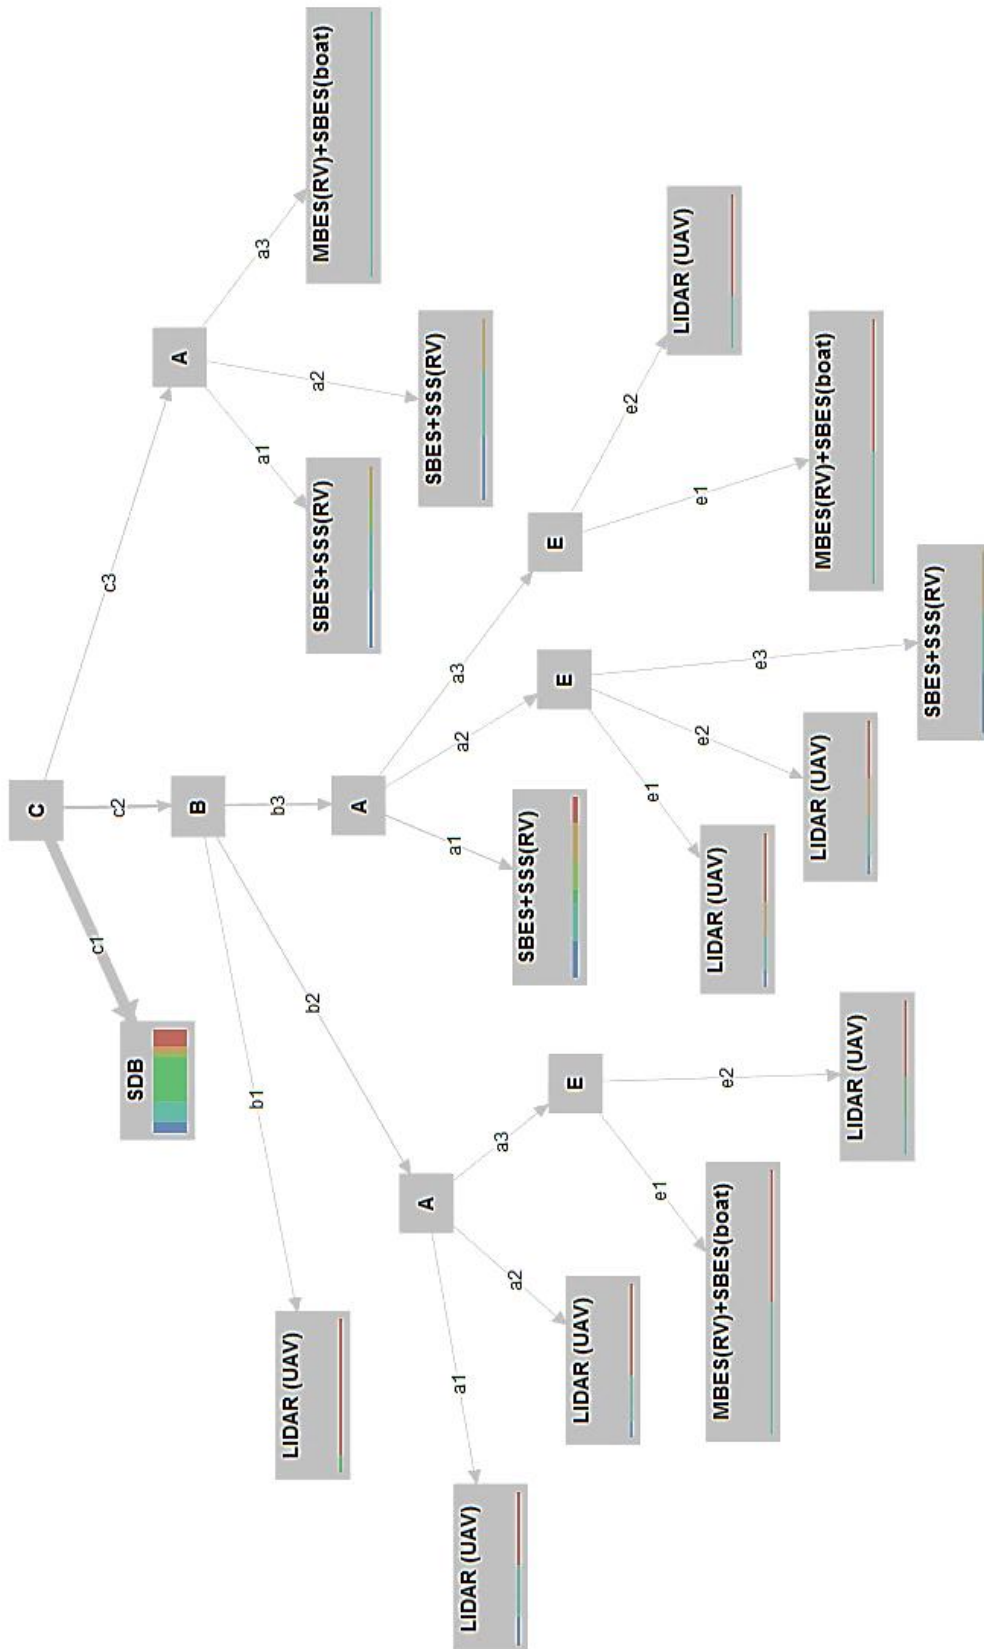 C
c1
c2
c3
SDB
B
A
b1
b2
b3
a1
a2
a3
LIDAR (UAV)
A
A
SBES+SSS(RV)
SBES+SSS(RV)
MBES(RV)+SBES(boat)
a1
a2
a3
a1
a2
a3
LIDAR (UAV)
LIDAR (UAV)
E
SBES+SSS(RV)
E
E
e1
e2
e1
e2
e3
e1
e2
MBES(RV)+SBES(boat)
LIDAR (UAV)
LIDAR (UAV)
LIDAR (UAV)
SBES+SSS(RV)
MBES(RV)+SBES(boat)
LIDAR (UAV)